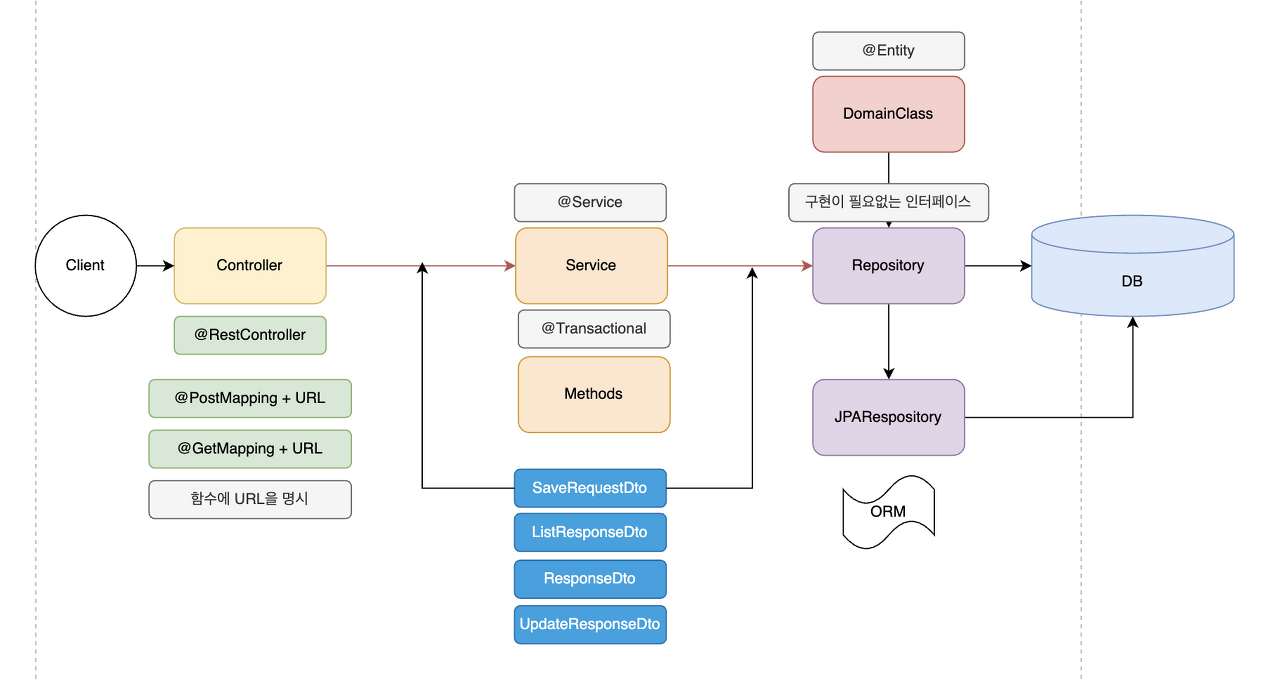 @Entity
DomainClass
@Service
구현이 필요없는 인터페이스
Client
Controller
Service
Repository
DB
@RestController
@Transactional
@PostMapping + URL
Methods
JPARespository
@GetMapping + URL
함수에 URL을 명시
SaveRequestDto
ORM
ListResponseDto
ResponseDto
UpdateResponseDto